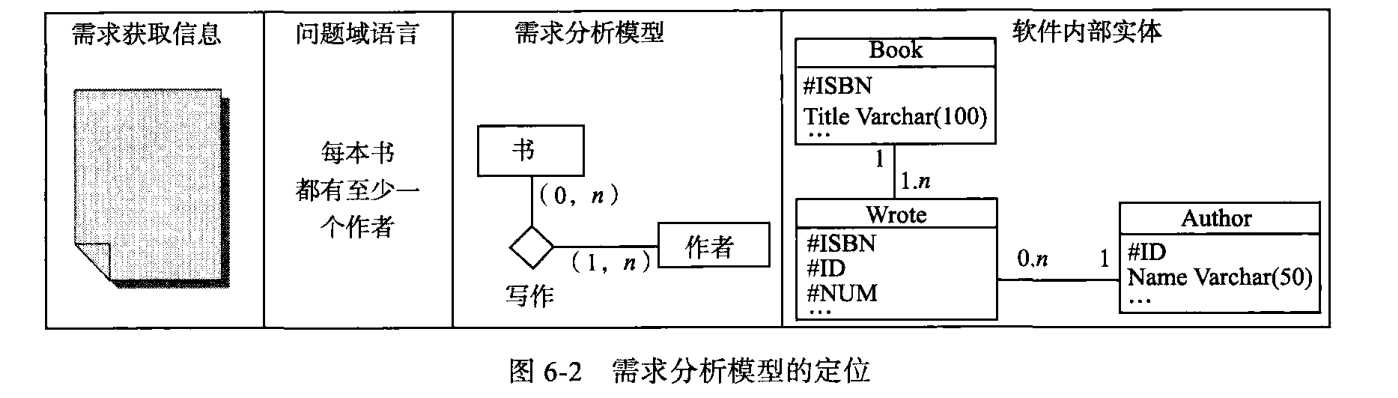 需求获取信息
问题域语言
每本书
都有至少一
个作者
需求分析模型
书
(0, n)
(1, n)
作者
写作
软件内部实体
Book
#ISBN
Title Varchar(100)
…
1
1.n
Wrote
#ISBN
#ID
#NUM
…
0.n
1
Author
#ID
Name Varchar(50)
…
图 6-2 需求分析模型的定位